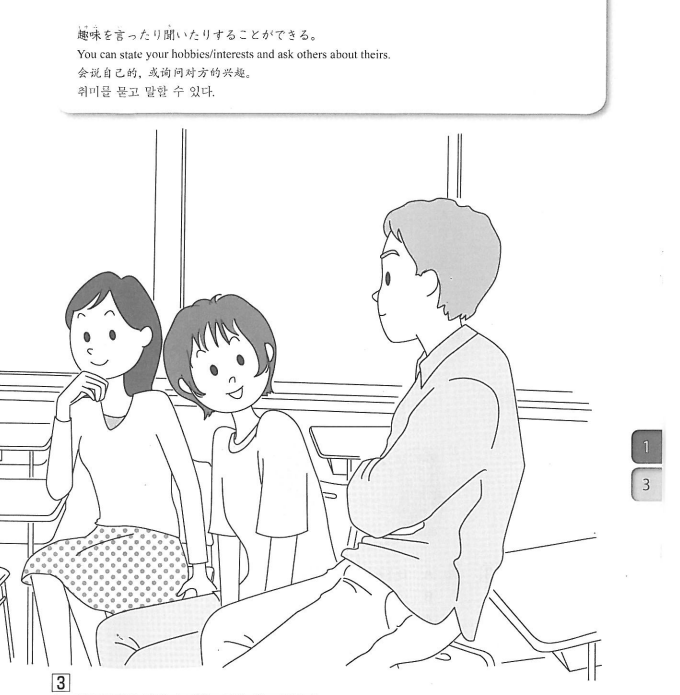 趣味を言ったり聞いたりすることができる。
You can state your hobbies/interests and ask others about theirs.
会说自己的, 或询问对方的兴趣。
취미를 묻고 말할 수 있다.
1
3
3